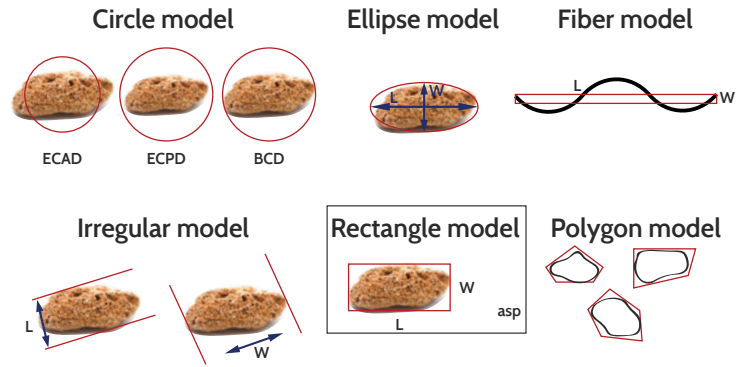 Circle model
Ellipse model
Fiber model
ECAD
ECPD
BCD
L
W
L
W
Irregular model
Rectangle model
Polygon model
L
W
W
L
asp